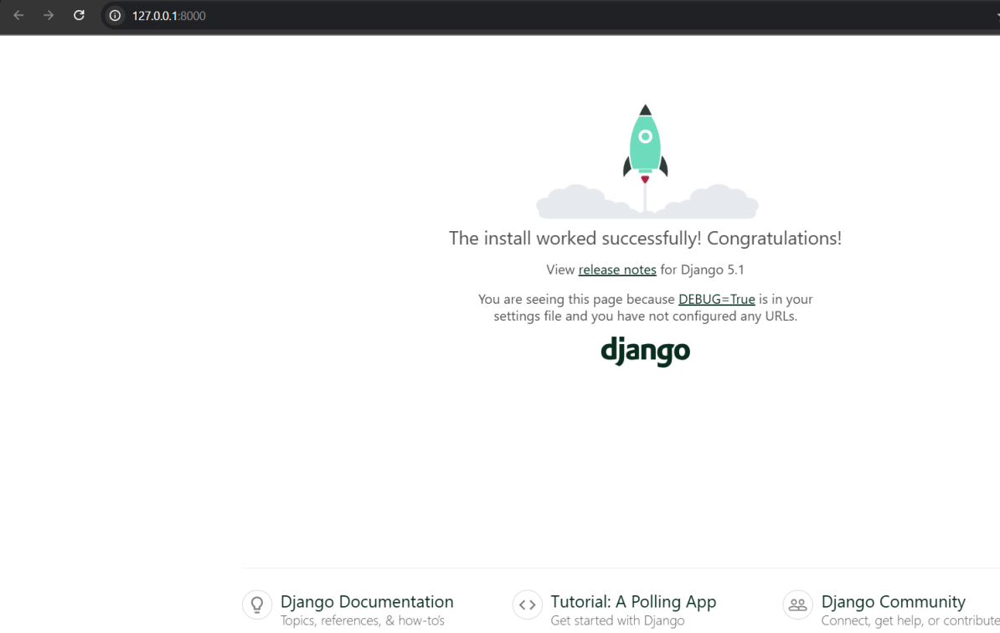 127.0.0.1:8000
The install worked successfully! Congratulations!
View release notes for Django 5.1
You are seeing this page because DEBUG=True is in your
settings file and you have not configured any URLs.
django
Django Documentation
Topics, references, & how-to’s
Tutorial: A Polling App
Get started with Django
Django Community
Connect, get help, or contribute